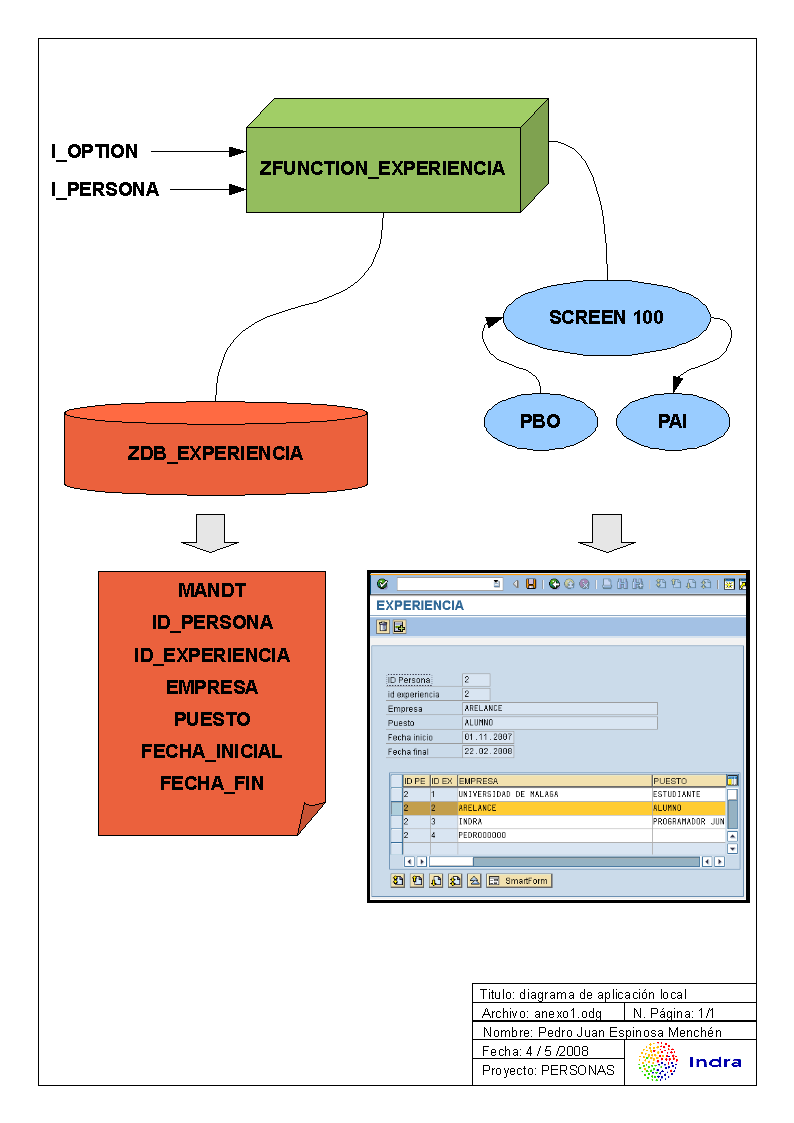 I_OPTION
I_PERSONA
ZFUNCTION_EXPERIENCIA
SCREEN 100
PBO
PAI
ZDB_EXPERIENCIA
MANDT
ID_PERSONA
ID_EXPERIENCIA
EMPRESA
PUESTO
FECHA_INICIAL
FECHA_FIN
EXPERIENCIA
ID Persona 2
id experiencia 2
Empresa ARELANCE
Puesto ALUMNO
Fecha inicio 01.11.2007
Fecha final 22.02.2008
ID PE ID EX EMPRESA PUESTO
2 1 UNIVERSIDAD DE MALAGA ESTUDIANTE
2 2 ARELANCE ALUMNO
2 3 INDRA PROGRAMADOR JUN
2 4 PEDROOOOOO
SmartForm
Titulo: diagrama de aplicación local
Archivo: anexo1.odg N. Página: 1/1
Nombre: Pedro Juan Espinosa Menchén
Fecha: 4 / 5 /2008
Proyecto: PERSONAS
Indra